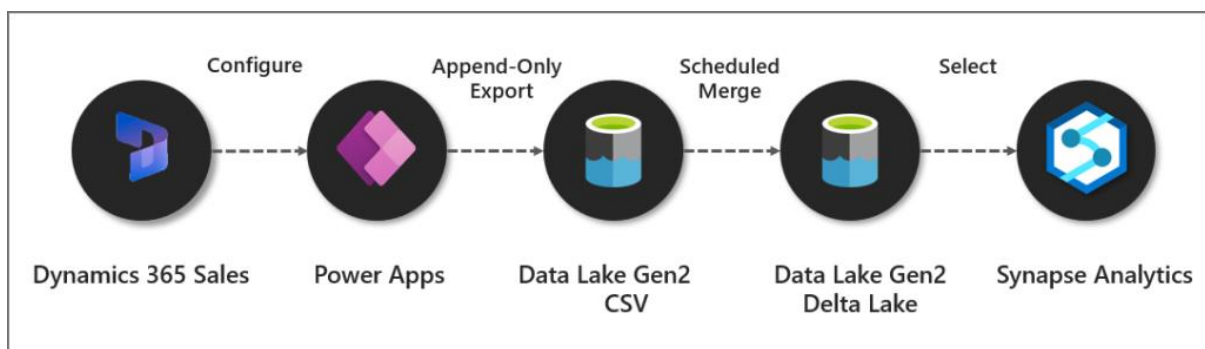 Configure
Append-Only
Export
Scheduled
Merge
Select
Dynamics 365 Sales
Power Apps
Data Lake Gen2
CSV
Data Lake Gen2
Delta Lake
Synapse Analytics